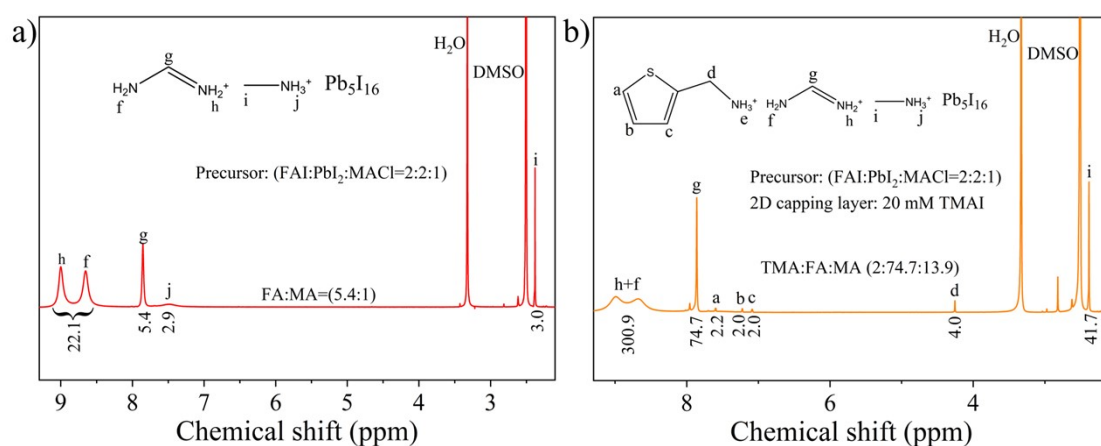 a)
g
H₂N
NH₂⁺
NH₃⁺ Pb₅I₁₆
f
h
i
j
H₂O
DMSO
Precursor: (FAI:PbI₂:MACl=2:2:1)
i
g
h
f
j
FA:MA=(5.4:1)
22.1
5.4
2.9
3.0
9 8 7 6 5 4 3
Chemical shift (ppm)
b)
H₂O
DMSO
S
d
g
a
NH₃⁺ H₂N
NH₂⁺
NH₃⁺ Pb₅I₁₆
b
c
e
f
h
i
j
Precursor: (FAI:PbI₂:MACl=2:2:1)
2D capping layer: 20 mM TMAI
i
g
TMA:FA:MA (2:74.7:13.9)
h+f
a
b
c
d
300.9
74.7
2.2
2.0
2.0
4.0
41.7
8 6 4
Chemical shift (ppm)